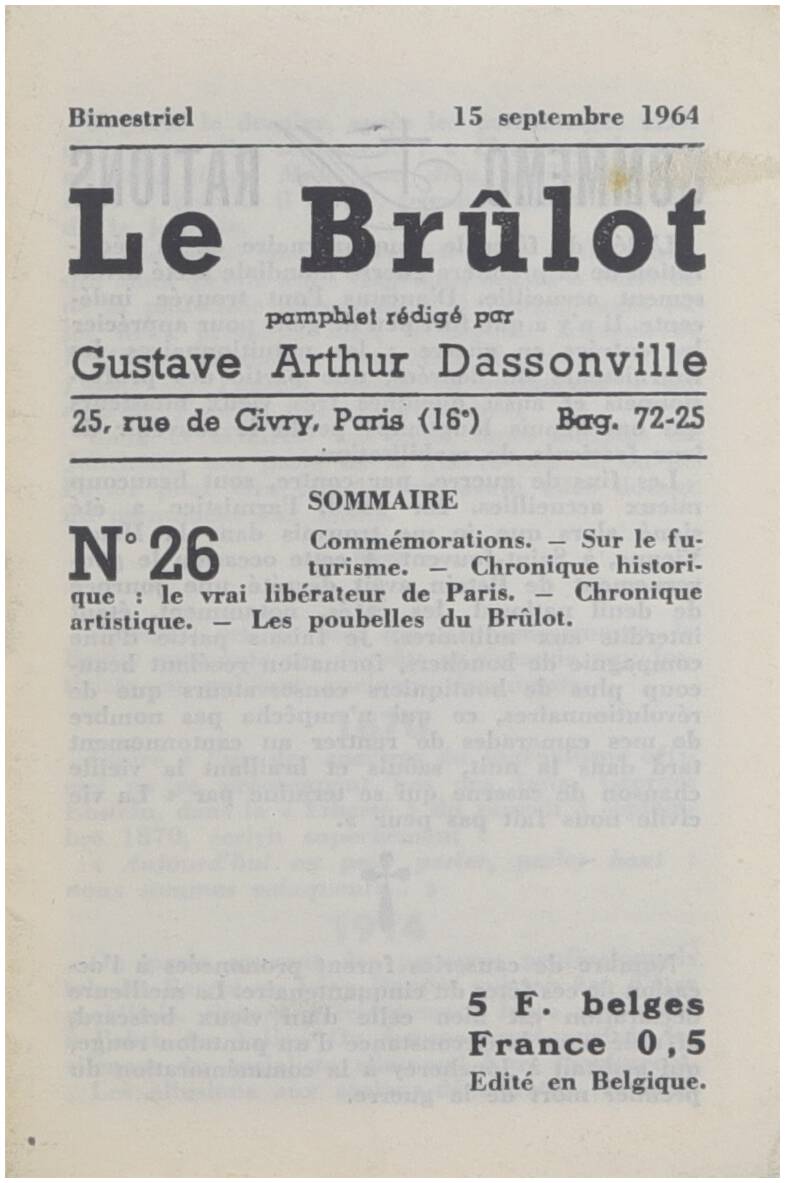 Bimestriel 15 septembre 1964
Le Brûlot
pamphlet rédigé par
Gustave Arthur Dassonville
25, rue de Civry, Paris (16e) Bag. 72-25
SOMMAIRE
N° 26 Commémorations. — Sur le fu-
turisme. — Chronique histori-
que : le vrai libérateur de Paris. — Chronique
artistique. — Les poubelles du Brûlot.
5 F. belges
France 0,5
Edité en Belgique.